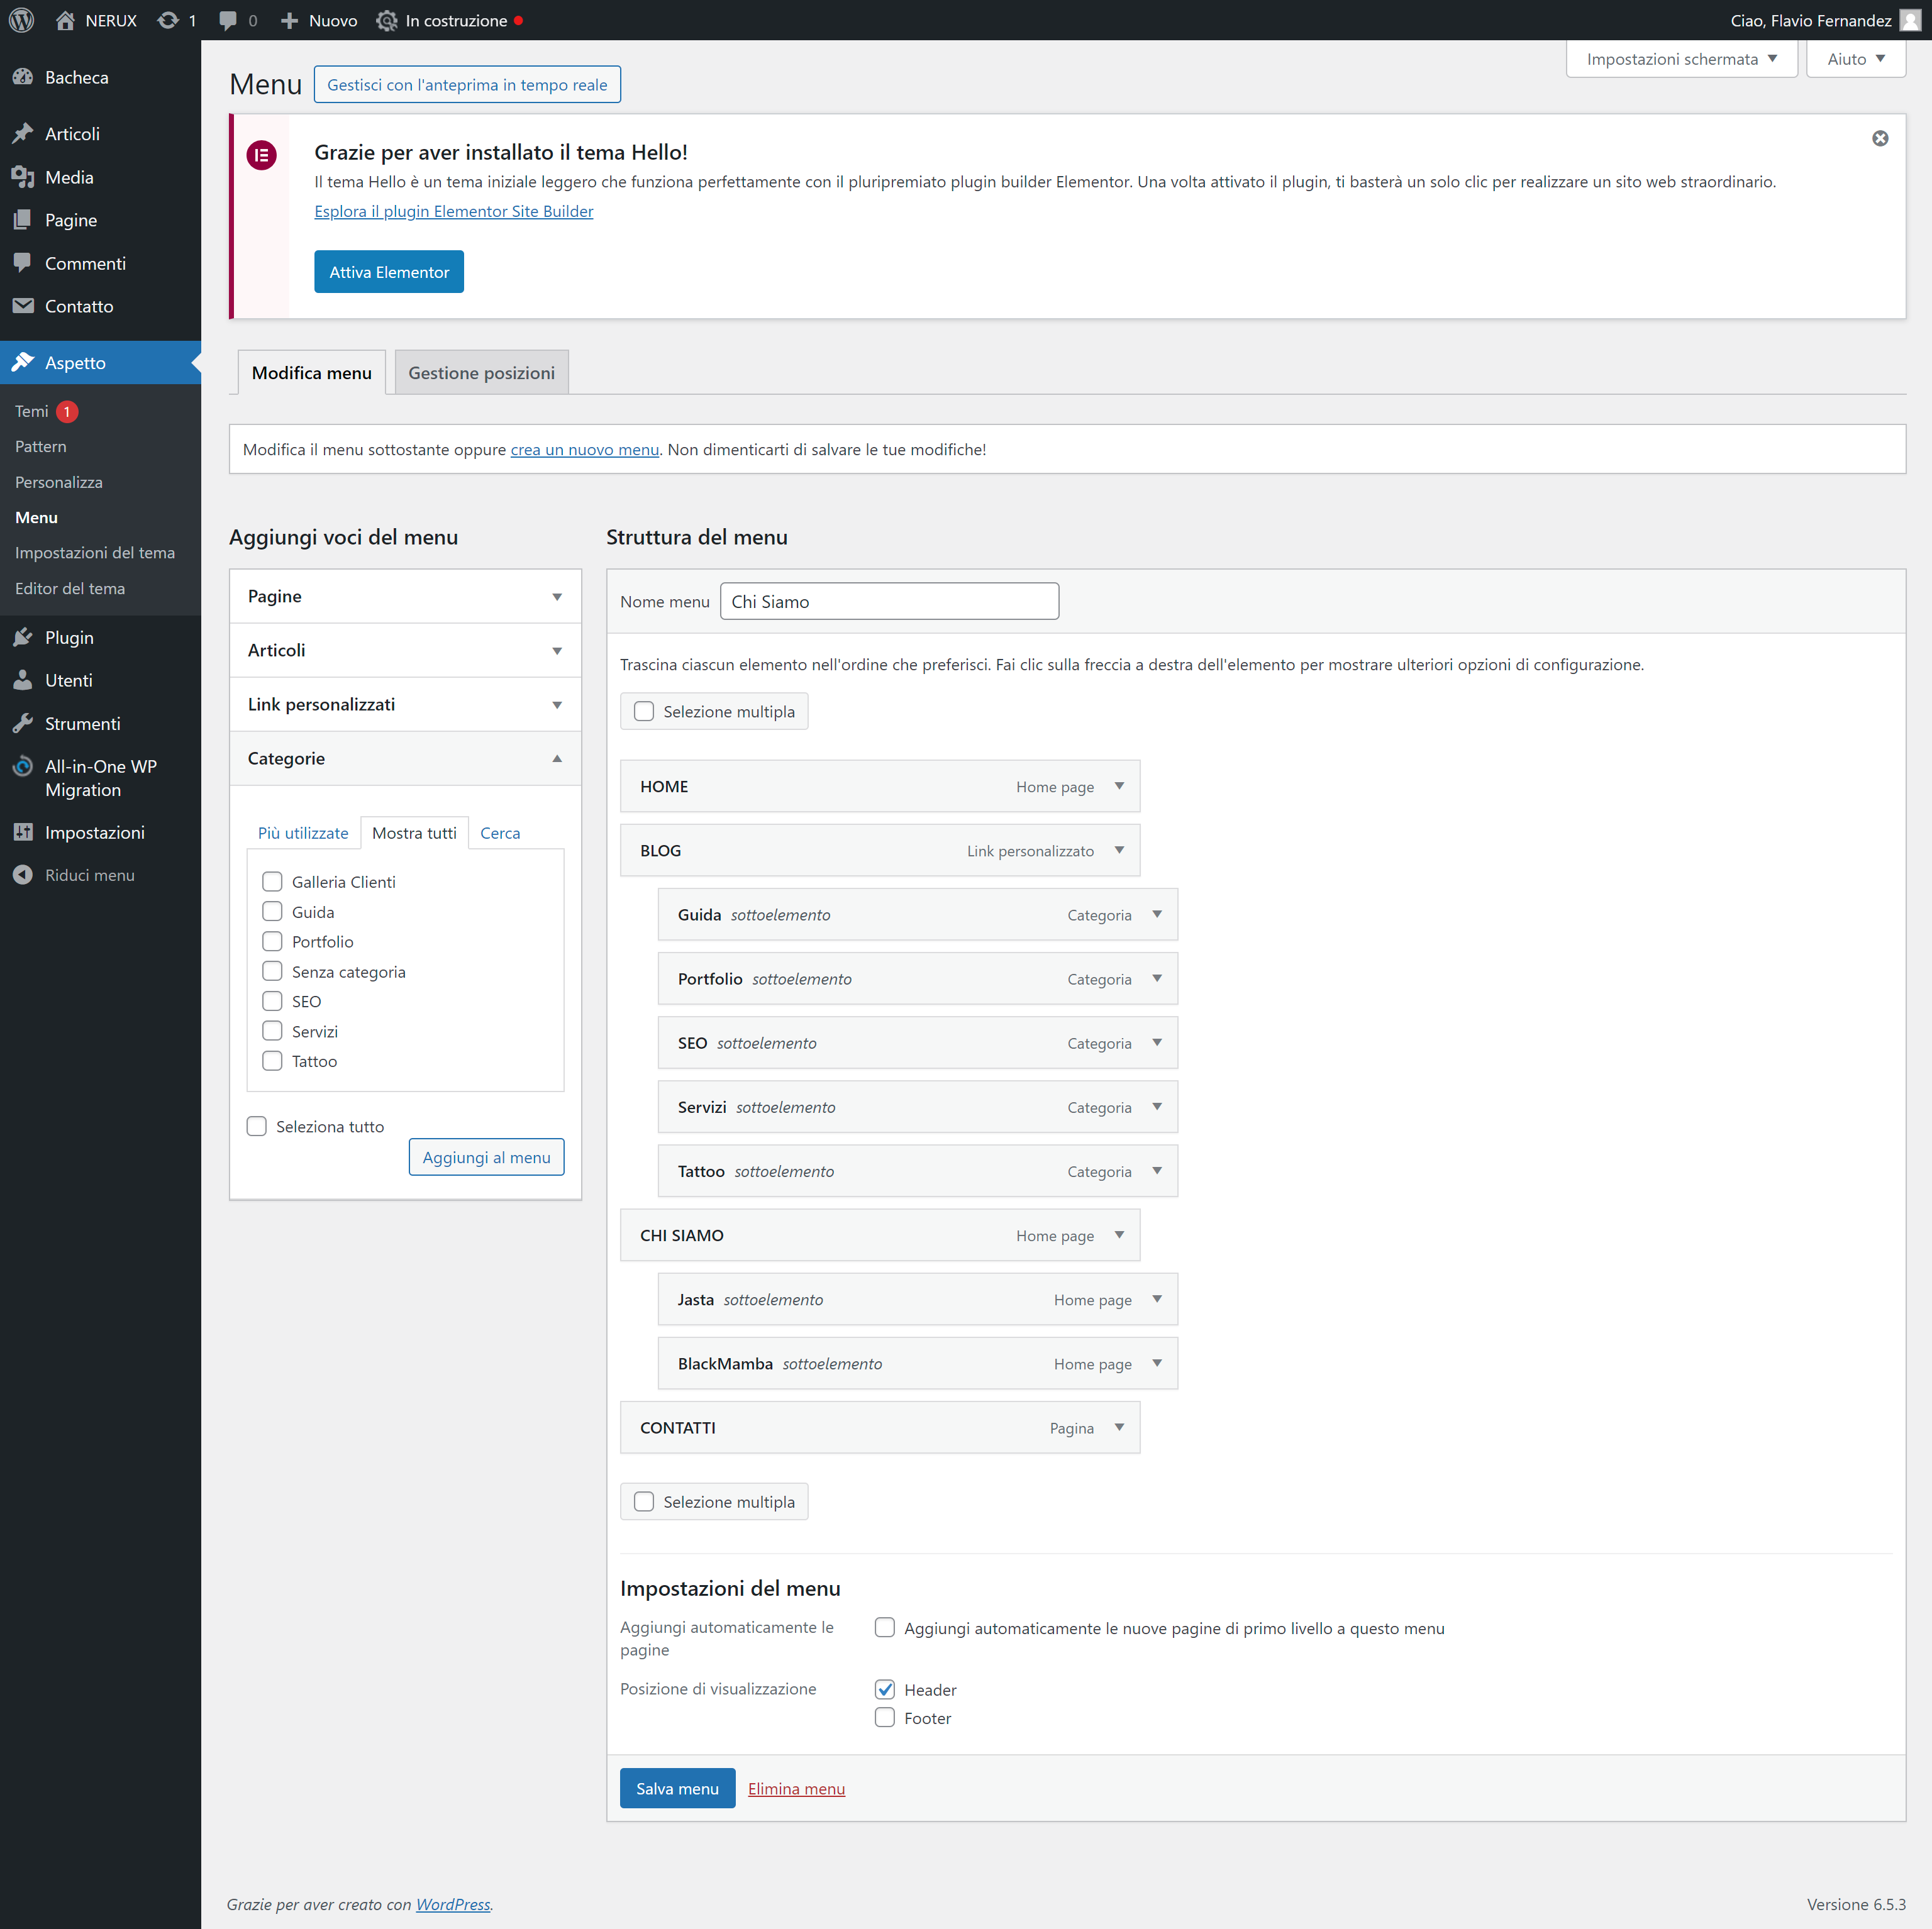 NERUX 1 0 Nuovo In costruzione Ciao, Flavio Fernandez
Bacheca
Articoli
Media
Pagine
Commenti
Contatto
Aspetto
Temi 1
Pattern
Personalizza
Menu
Impostazioni del tema
Editor del tema
Plugin
Utenti
Strumenti
All-in-One WP
Migration
Impostazioni
Riduci menu
Impostazioni schermata Aiuto
Menu Gestisci con l'anteprima in tempo reale
Grazie per aver installato il tema Hello!
Il tema Hello è un tema iniziale leggero che funziona perfettamente con il pluripremiato plugin builder Elementor. Una volta attivato il plugin, ti basterà un solo clic per realizzare un sito web straordinario.
Esplora il plugin Elementor Site Builder
Attiva Elementor
Modifica menu Gestione posizioni
Modifica il menu sottostante oppure crea un nuovo menu. Non dimenticarti di salvare le tue modifiche!
Aggiungi voci del menu
Pagine
Articoli
Link personalizzati
Categorie
Più utilizzate Mostra tutti Cerca
Galleria Clienti
Guida
Portfolio
Senza categoria
SEO
Servizi
Tattoo
Seleziona tutto
Aggiungi al menu
Struttura del menu
Nome menu Chi Siamo
Trascina ciascun elemento nell'ordine che preferisci. Fai clic sulla freccia a destra dell'elemento per mostrare ulteriori opzioni di configurazione.
Selezione multipla
HOME Home page
BLOG Link personalizzato
Guida sottoelemento Categoria
Portfolio sottoelemento Categoria
SEO sottoelemento Categoria
Servizi sottoelemento Categoria
Tattoo sottoelemento Categoria
CHI SIAMO Home page
Jasta sottoelemento Home page
BlackMamba sottoelemento Home page
CONTATTI Pagina
Selezione multipla
Impostazioni del menu
Aggiungi automaticamente le
pagine
Aggiungi automaticamente le nuove pagine di primo livello a questo menu
Posizione di visualizzazione Header
Footer
Salva menu Elimina menu
Grazie per aver creato con WordPress. Versione 6.5.3